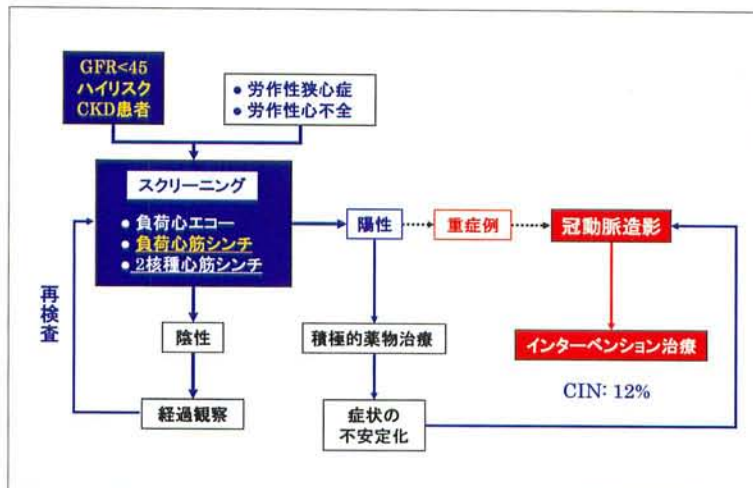 GFR<45
ハイリスク
CKD患者
● 労作性狭心症
● 労作性心不全
スクリーニング
● 負荷心エコー
● 負荷心筋シンチ
● 2核種心筋シンチ
陽性
重症例
冠動脈造影
再検査
陰性
積極的薬物治療
インターベンション治療
CIN: 12%
経過観察
症状の
不安定化